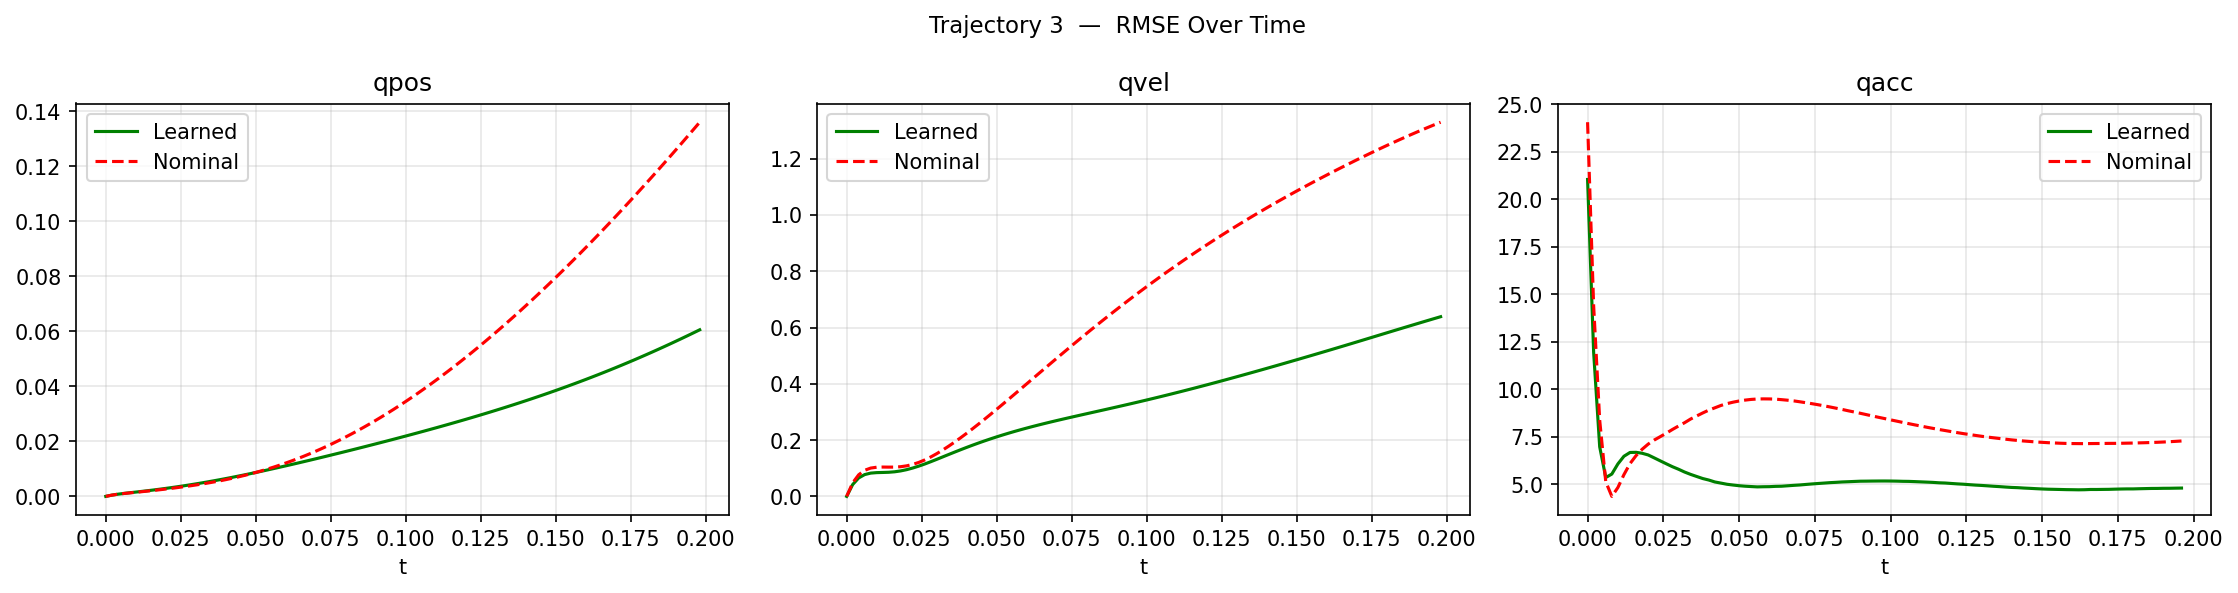 Trajectory 3 — RMSE Over Time
qpos
0.14
0.12
0.10
0.08
0.06
0.04
0.02
0.00
Learned
Nominal
0.000 0.025 0.050 0.075 0.100 0.125 0.150 0.175 0.200
t
qvel
1.2
1.0
0.8
0.6
0.4
0.2
0.0
Learned
Nominal
0.000 0.025 0.050 0.075 0.100 0.125 0.150 0.175 0.200
t
qacc
25.0
22.5
20.0
17.5
15.0
12.5
10.0
7.5
5.0
Learned
Nominal
0.000 0.025 0.050 0.075 0.100 0.125 0.150 0.175 0.200
t